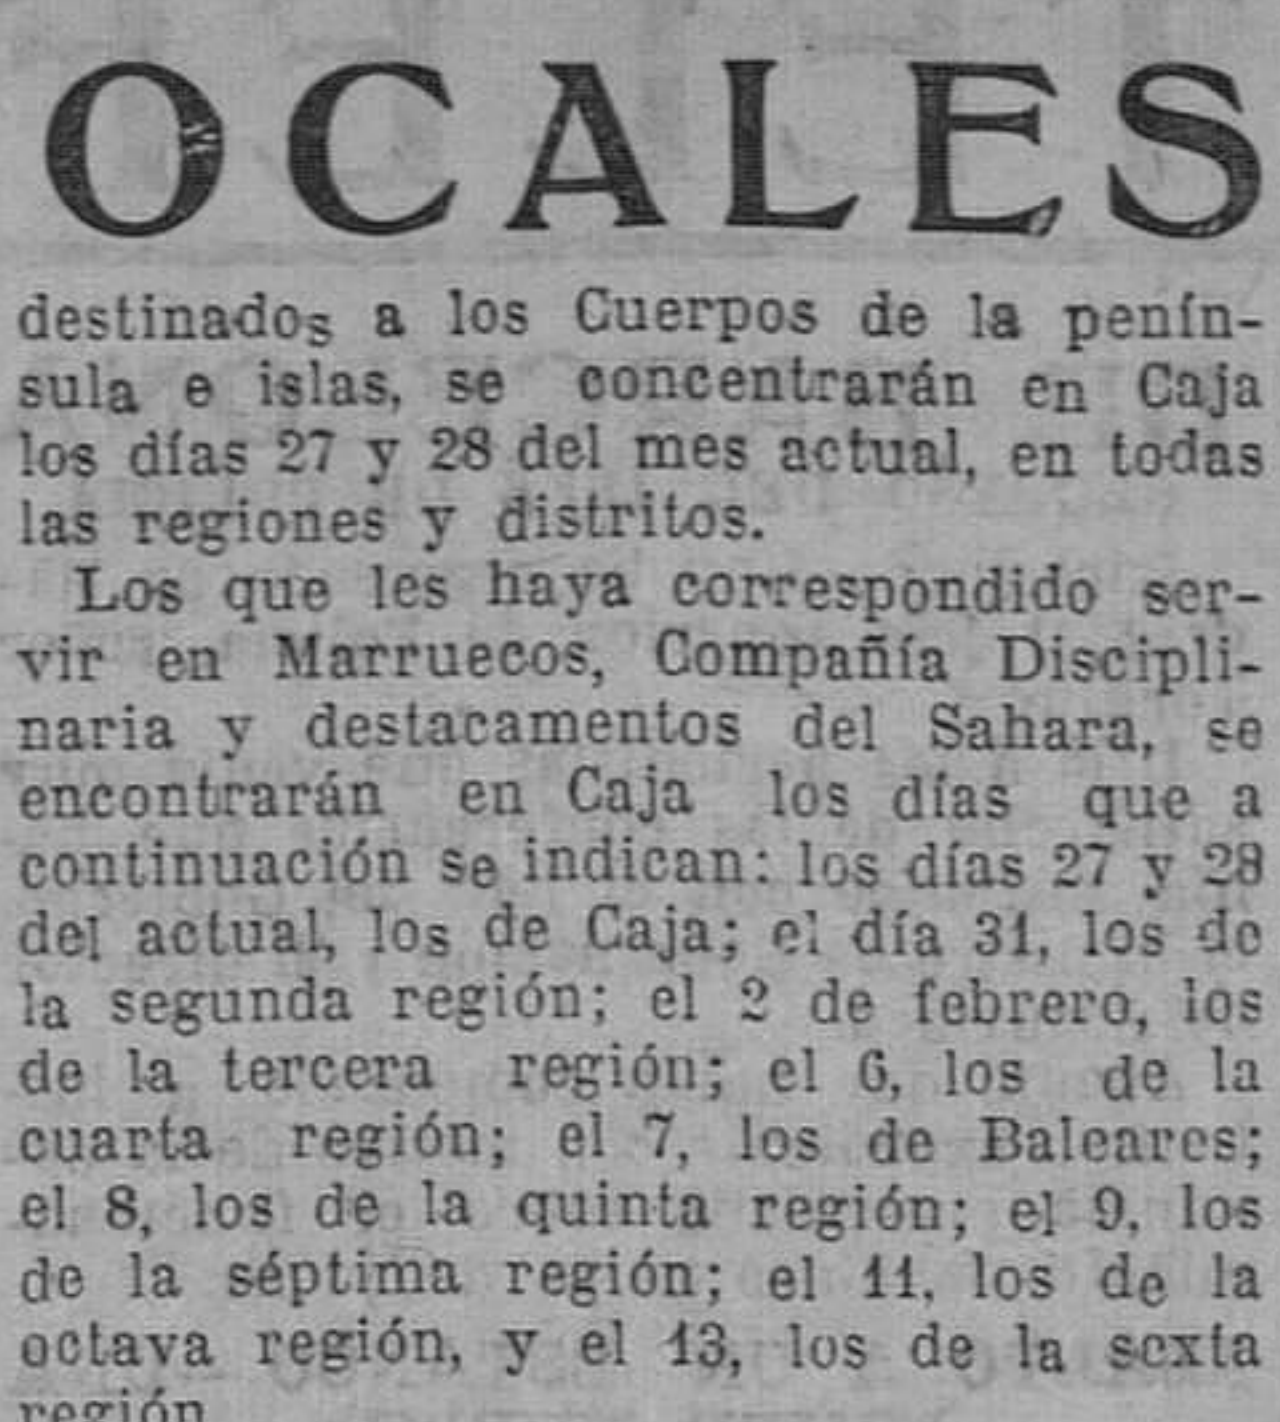 OCALES
destinados a los Cuerpos de la penín-
sula e islas, se concentrarán en Caja
los días 27 y 28 del mes actual, en todas
las regiones y distritos.
Los que les haya correspondido ser-
vir en Marruecos, Compañía Discipli-
naria y destacamentos del Sahara, se
encontrarán en Caja los días que a
continuación se indican: los días 27 y 28
del actual, los de Caja; el día 31, los de
la segunda región; el 2 de febrero, los
de la tercera región; el 6, los de la
cuarta región; el 7, los de Baleares;
el 8, los de la quinta región; el 9, los
de la séptima región; el 11, los de la
octava región, y el 13, los de la sexta
región